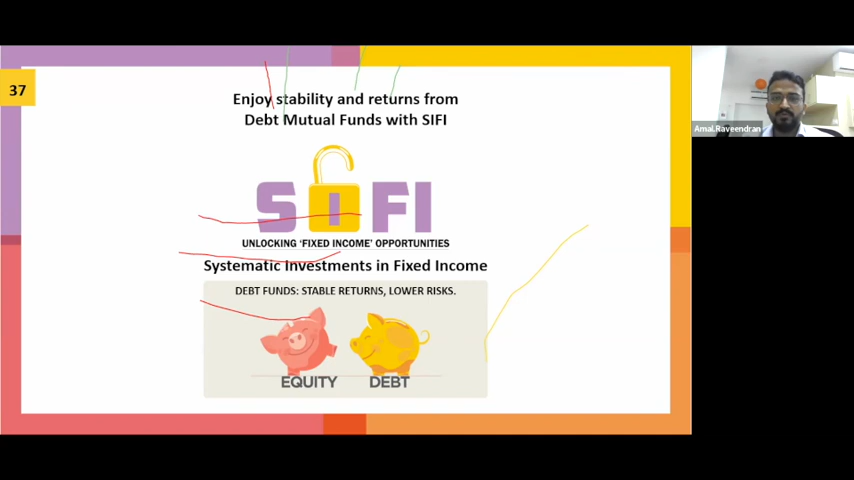 37
Enjoy stability and returns from
Debt Mutual Funds with SIFI
SIFI
UNLOCKING 'FIXED INCOME' OPPORTUNITIES
Systematic Investments in Fixed Income
DEBT FUNDS: STABLE RETURNS, LOWER RISKS.
EQUITY DEBT
Amal.Raveendran